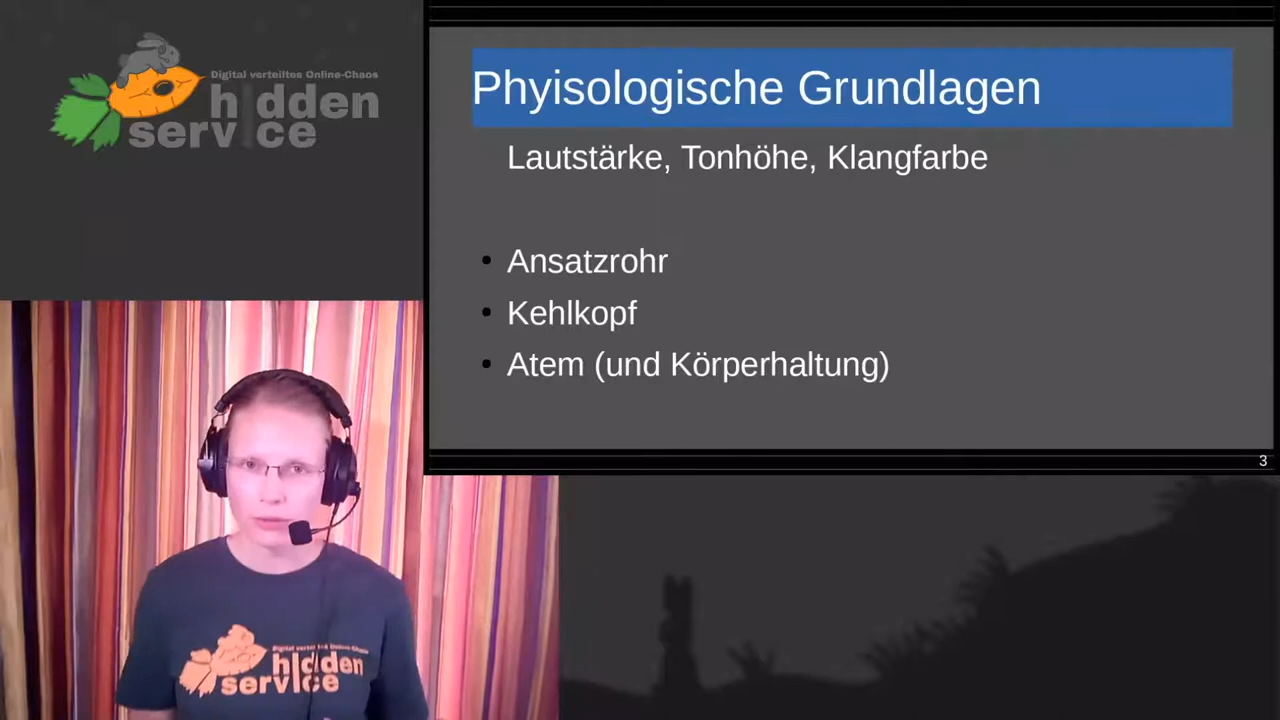 Digital verteiltes Online-Chaos
hidden
service
Phyisologische Grundlagen
Lautstärke, Tonhöhe, Klangfarbe
• Ansatzrohr
• Kehlkopf
• Atem (und Körperhaltung)
3
hidden
service